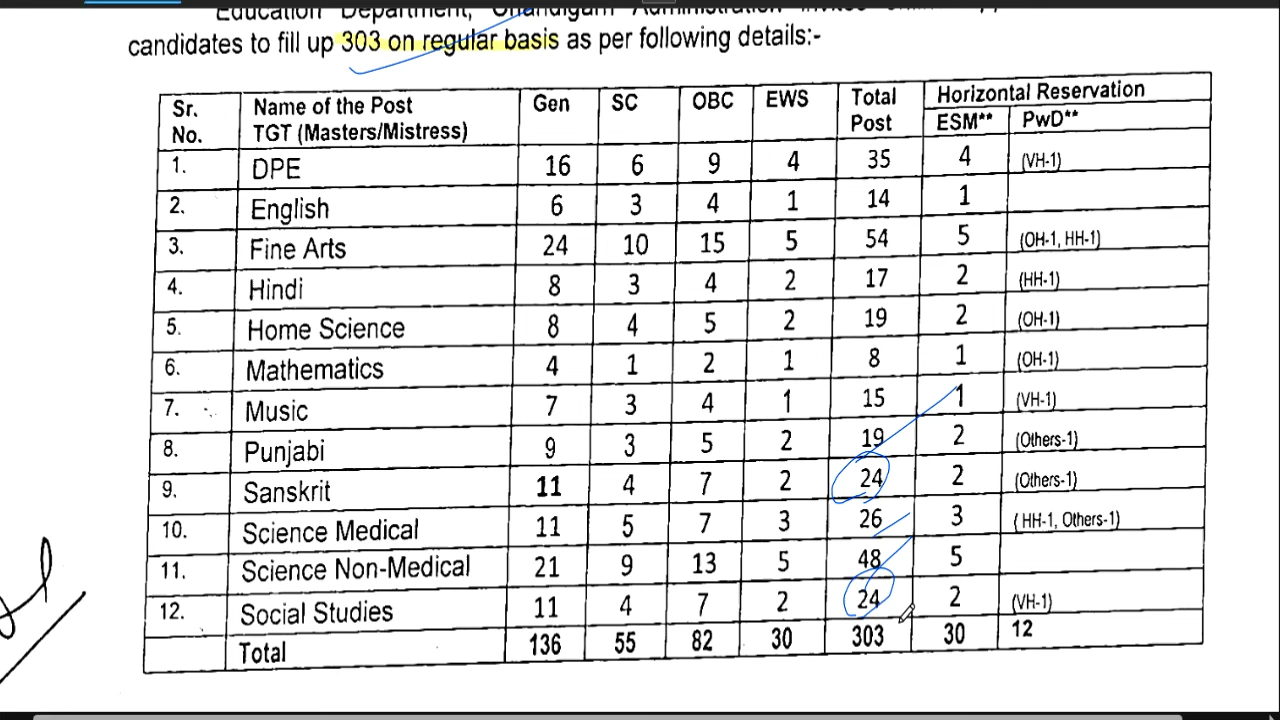 Education Department, Chandigarh Administration invites
candidates to fill up 303 on regular basis as per following details:-
Sr. No. Name of the Post TGT (Masters/Mistress) Gen SC OBC EWS Total Post Horizontal Reservation
ESM** PwD**
1. DPE 16 6 9 4 35 4 (VH-1)
2. English 6 3 4 1 14 1
3. Fine Arts 24 10 15 5 54 5 (OH-1, HH-1)
4. Hindi 8 3 4 2 17 2 (HH-1)
5. Home Science 8 4 5 2 19 2 (OH-1)
6. Mathematics 4 1 2 1 8 1 (OH-1)
7. Music 7 3 4 1 15 1 (VH-1)
8. Punjabi 9 3 5 2 19 2 (Others-1)
9. Sanskrit 11 4 7 2 24 2 (Others-1)
10. Science Medical 11 5 7 3 26 3 ( HH-1, Others-1)
11. Science Non-Medical 21 9 13 5 48 5
12. Social Studies 11 4 7 2 24 2 (VH-1)
Total 136 55 82 30 303 30 12